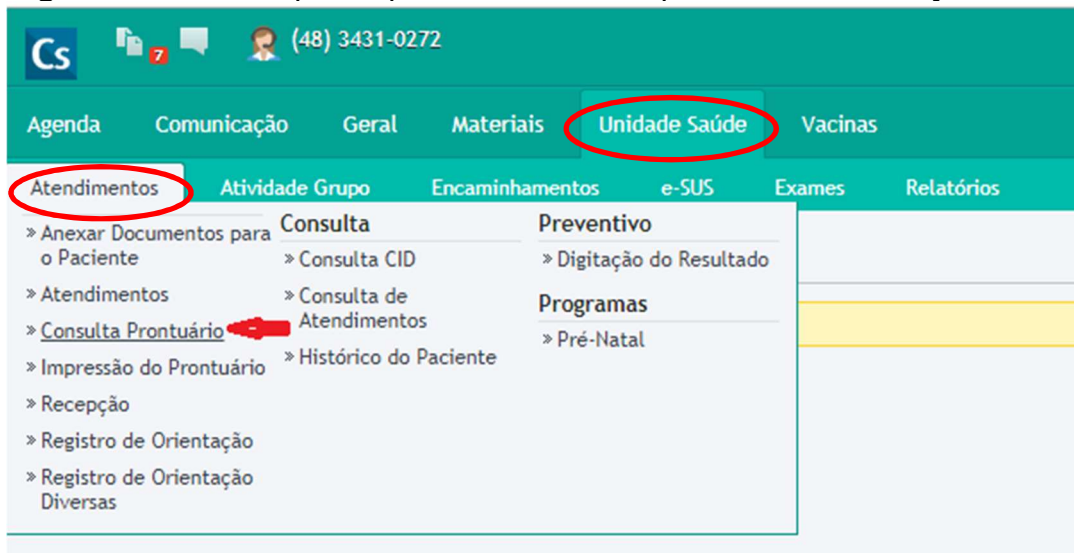 Cs 7 (48) 3431-0272
Agenda Comunicação Geral Materiais Unidade Saúde Vacinas
Atendimentos Atividade Grupo Encaminhamentos e-SUS Exames Relatórios
» Anexar Documentos para
o Paciente
» Atendimentos
» Consulta Prontuário
» Impressão do Prontuário
» Recepção
» Registro de Orientação
» Registro de Orientação
Diversas
Consulta
» Consulta CID
» Consulta de
Atendimentos
» Histórico do Paciente
Preventivo
» Digitação do Resultado
Programas
» Pré-Natal